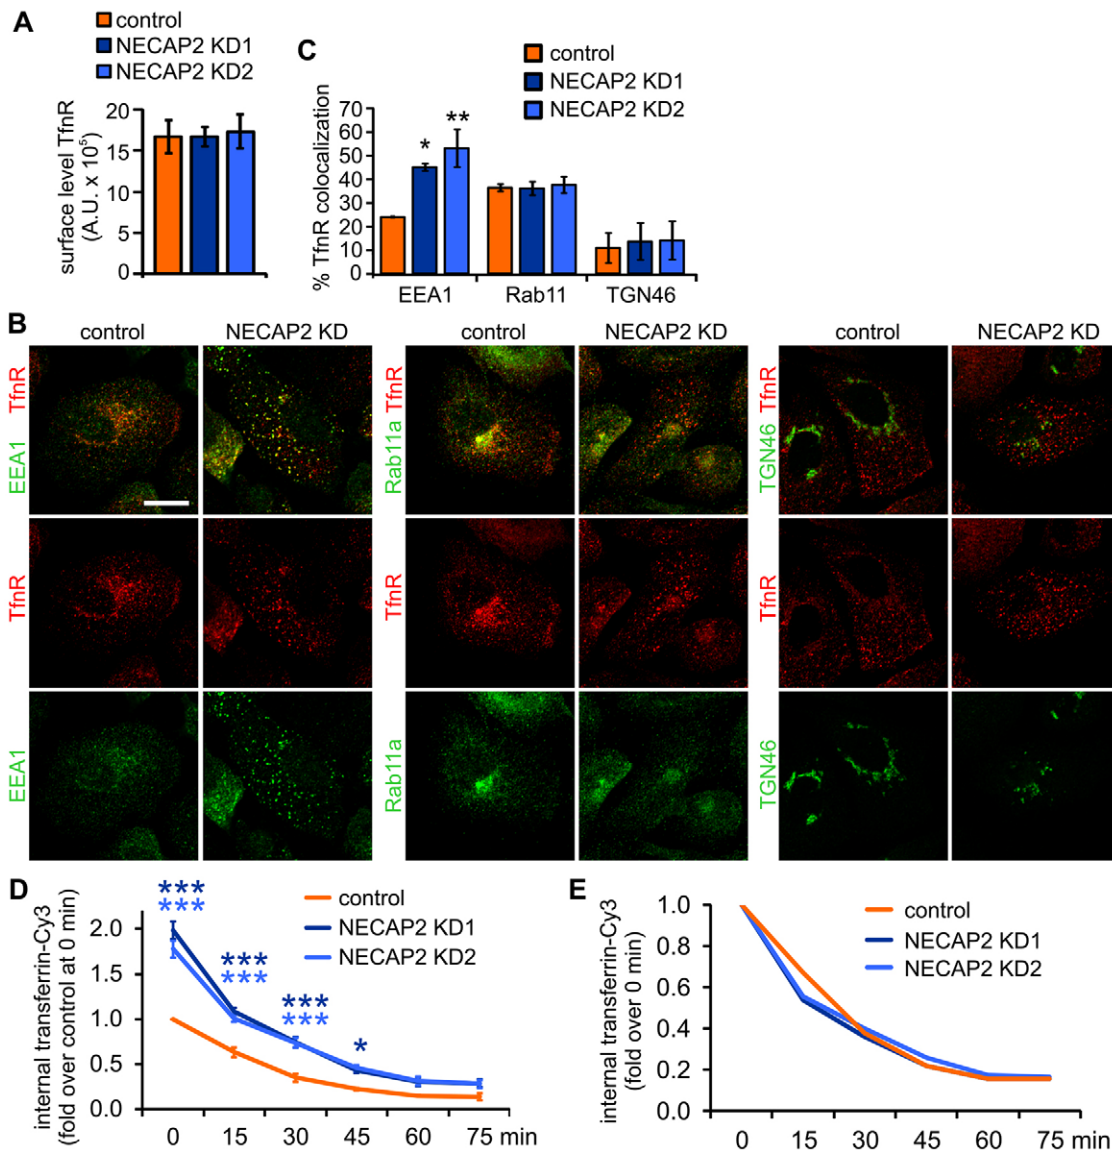 A
control
NECAP2 KD1
NECAP2 KD2
surface level TfnR
(A.U. x 10⁵)
20
15
10
5
0
C
control
NECAP2 KD1
NECAP2 KD2
% TfnR colocalization
70
60
50
40
30
20
10
0
*
**
EEA1
Rab11
TGN46
B
control
NECAP2 KD
control
NECAP2 KD
control
NECAP2 KD
EEA1 TfnR
Rab11a TfnR
TGN46 TfnR
TfnR
TfnR
TfnR
EEA1
Rab11a
TGN46
D
control
NECAP2 KD1
NECAP2 KD2
internal transferrin-Cy3
(fold over control at 0 min)
2.0
1.5
1.0
0.5
0.0
***
***
***
***
***
***
*
0 15 30 45 60 75 min
E
control
NECAP2 KD1
NECAP2 KD2
internal transferrin-Cy3
(fold over 0 min)
1.0
0.8
0.6
0.4
0.2
0.0
0 15 30 45 60 75 min